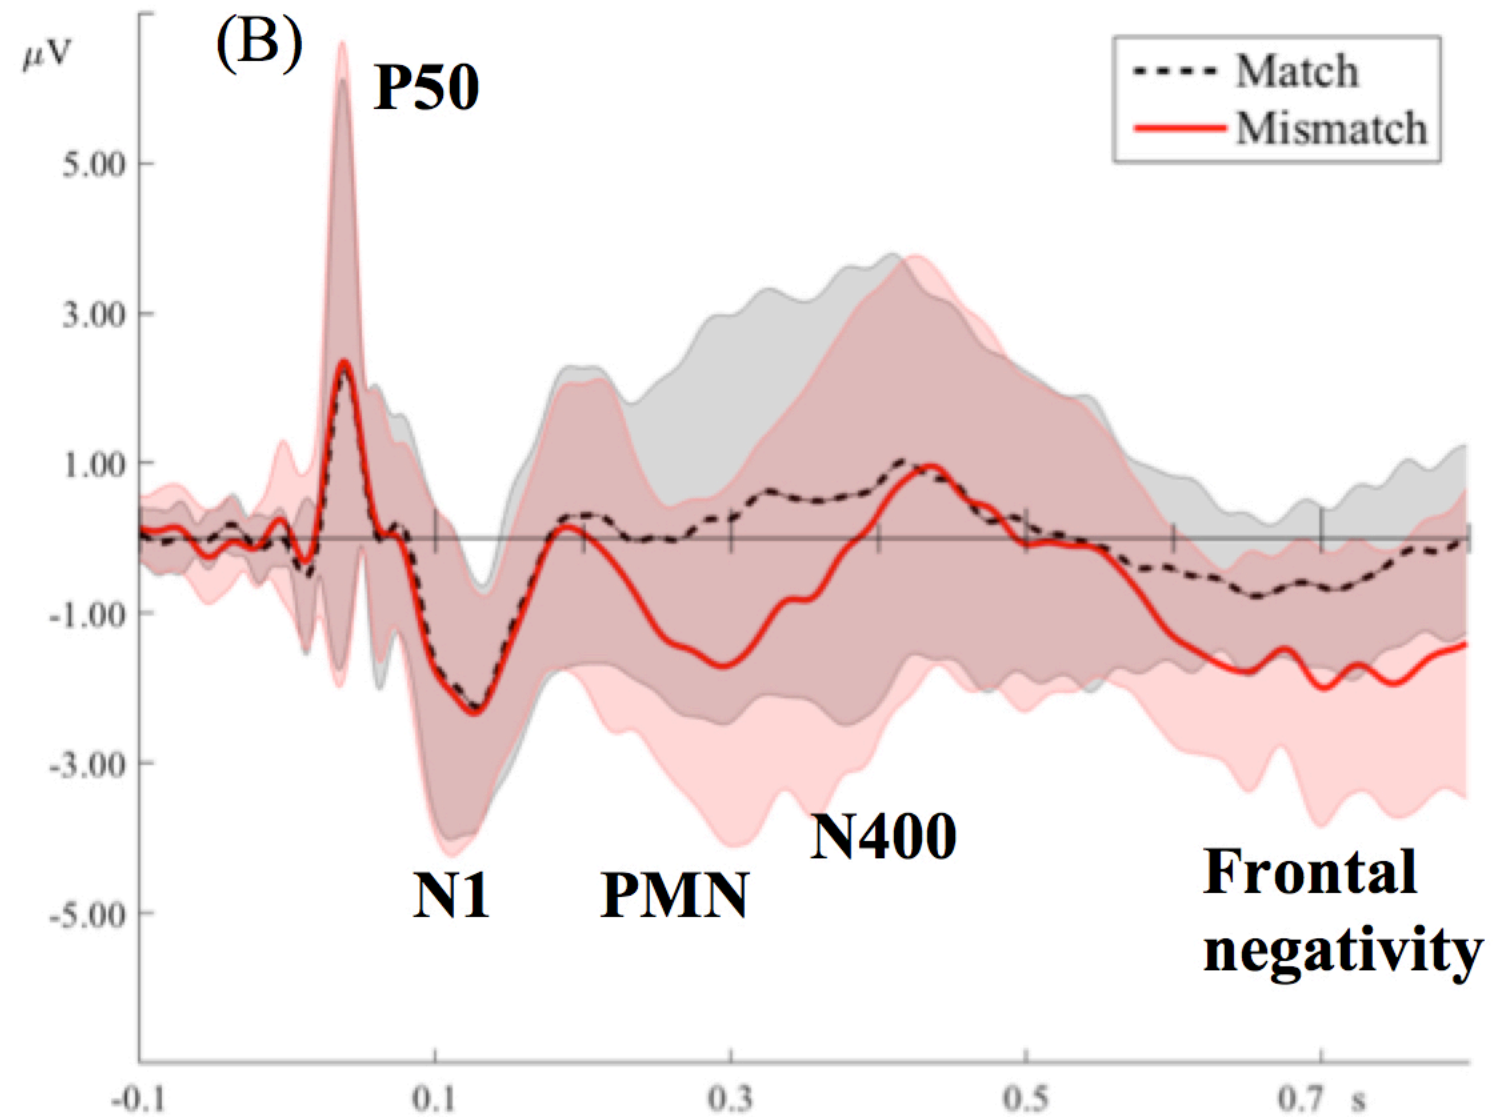 μV
(B)
P50
Match
Mismatch
5.00
3.00
1.00
-1.00
-3.00
-5.00
N400
N1
PMN
Frontal
negativity
-0.1 0.1 0.3 0.5 0.7 s